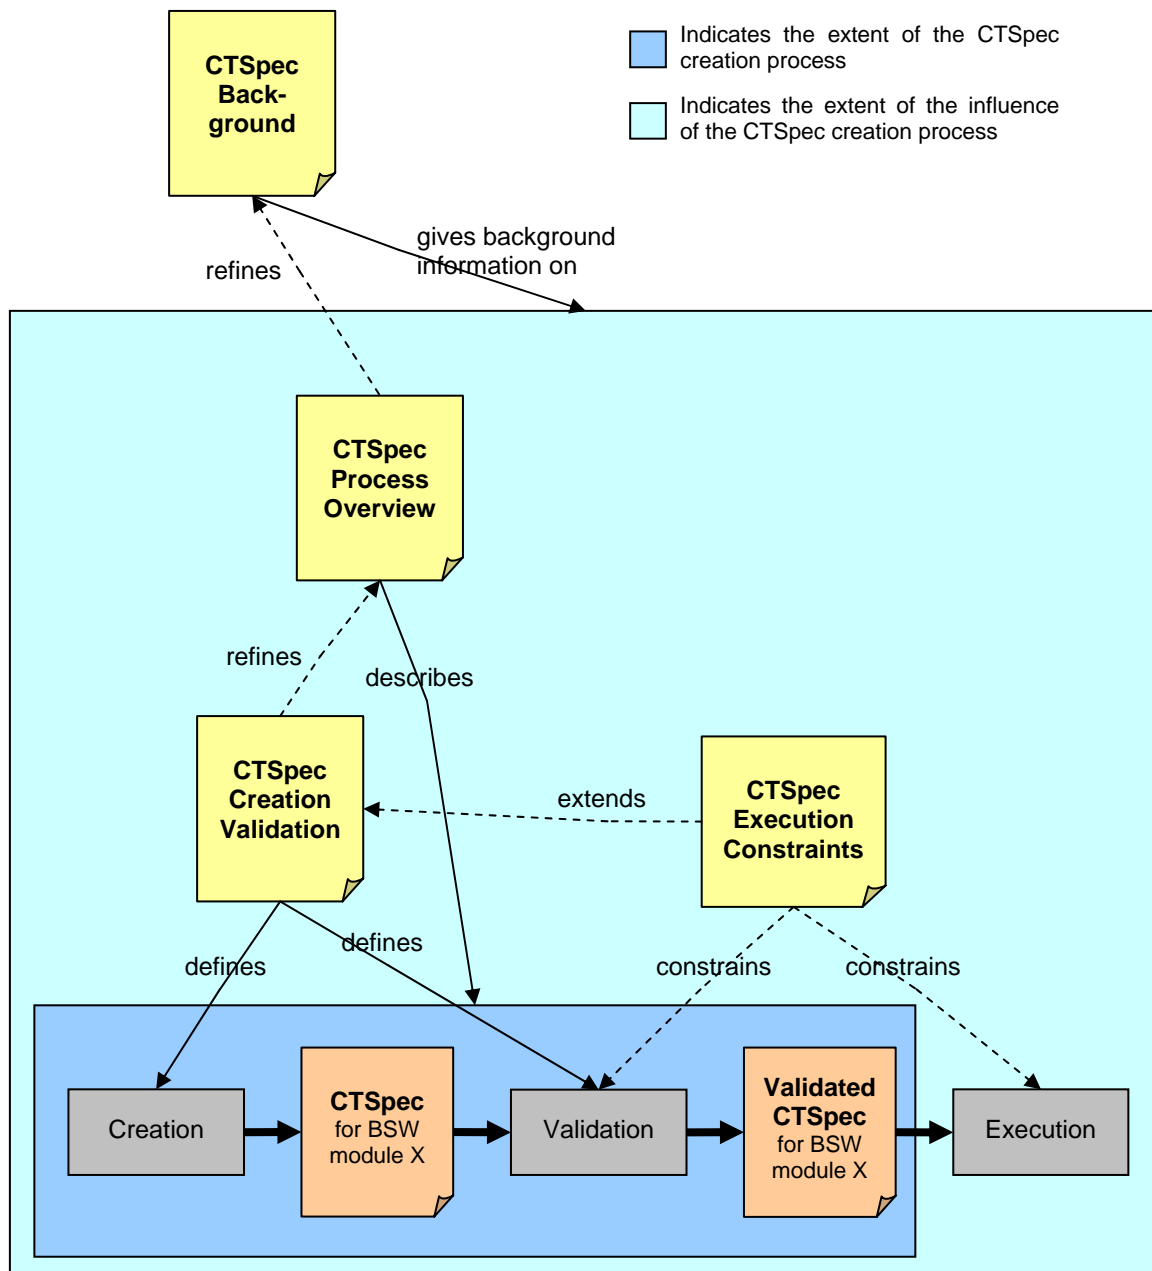 CTSpec
Back-
ground
Indicates the extent of the CTSpec
creation process
Indicates the extent of the influence
of the CTSpec creation process
gives background
information on
refines
CTSpec
Process
Overview
refines
describes
CTSpec
Creation
Validation
extends
CTSpec
Execution
Constraints
defines
defines
constrains
constrains
Creation
CTSpec
for BSW
module X
Validation
Validated
CTSpec
for BSW
module X
Execution